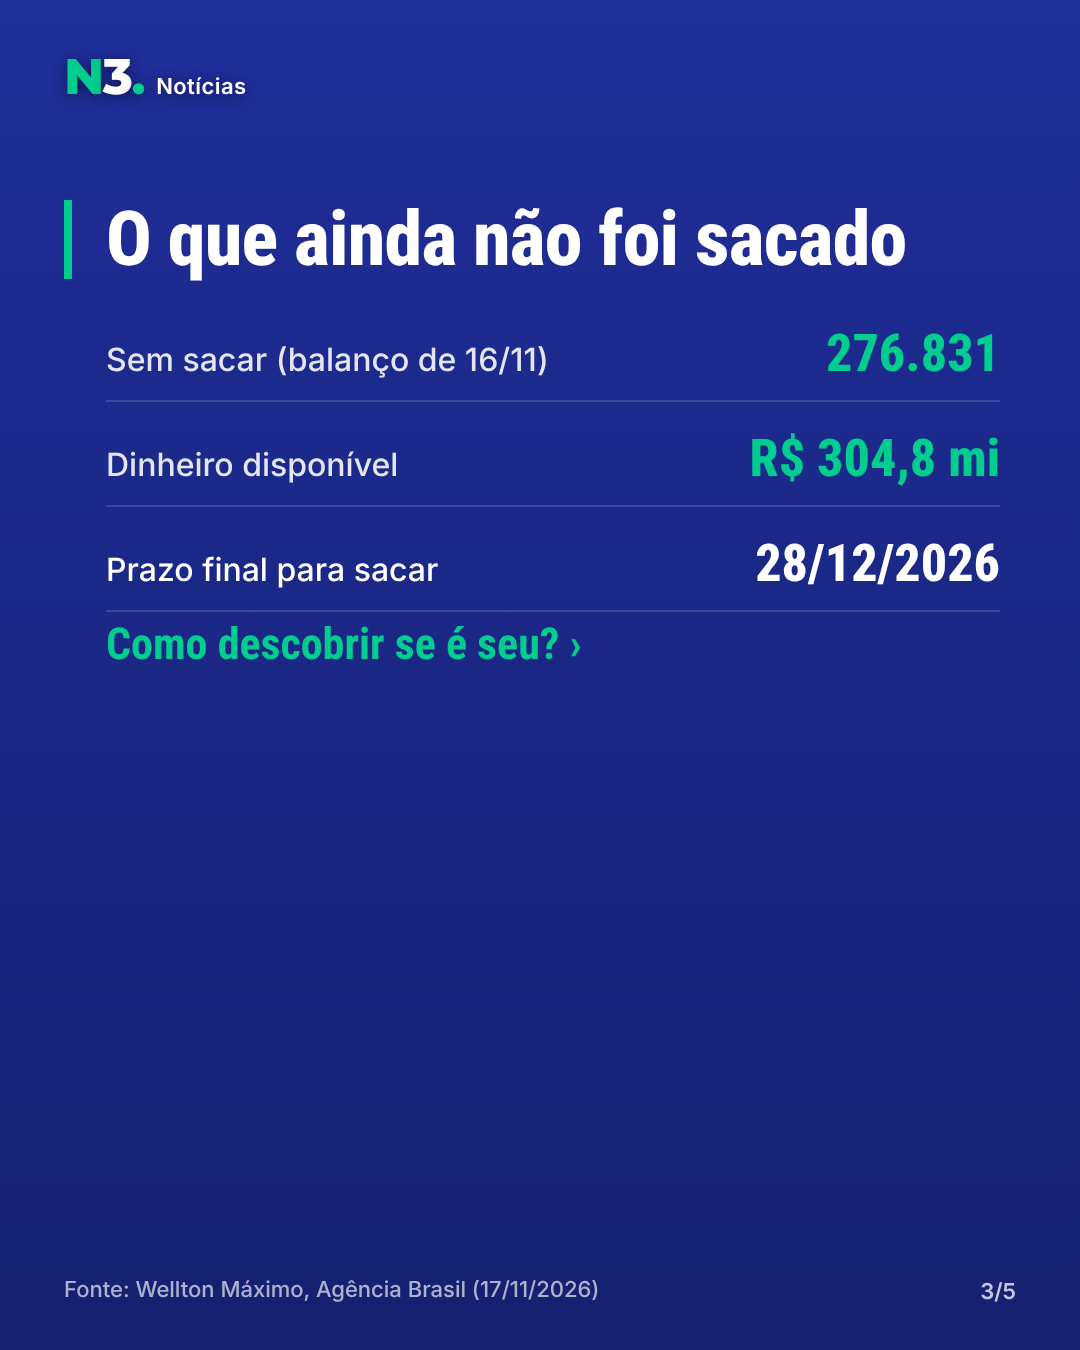 N3. Notícias
O que ainda não foi sacado
Sem sacar (balanço de 16/11) 276.831
Dinheiro disponível R$ 304,8 mi
Prazo final para sacar 28/12/2026
Como descobrir se é seu? ›
Fonte: Wellton Máximo, Agência Brasil (17/11/2026) 3/5